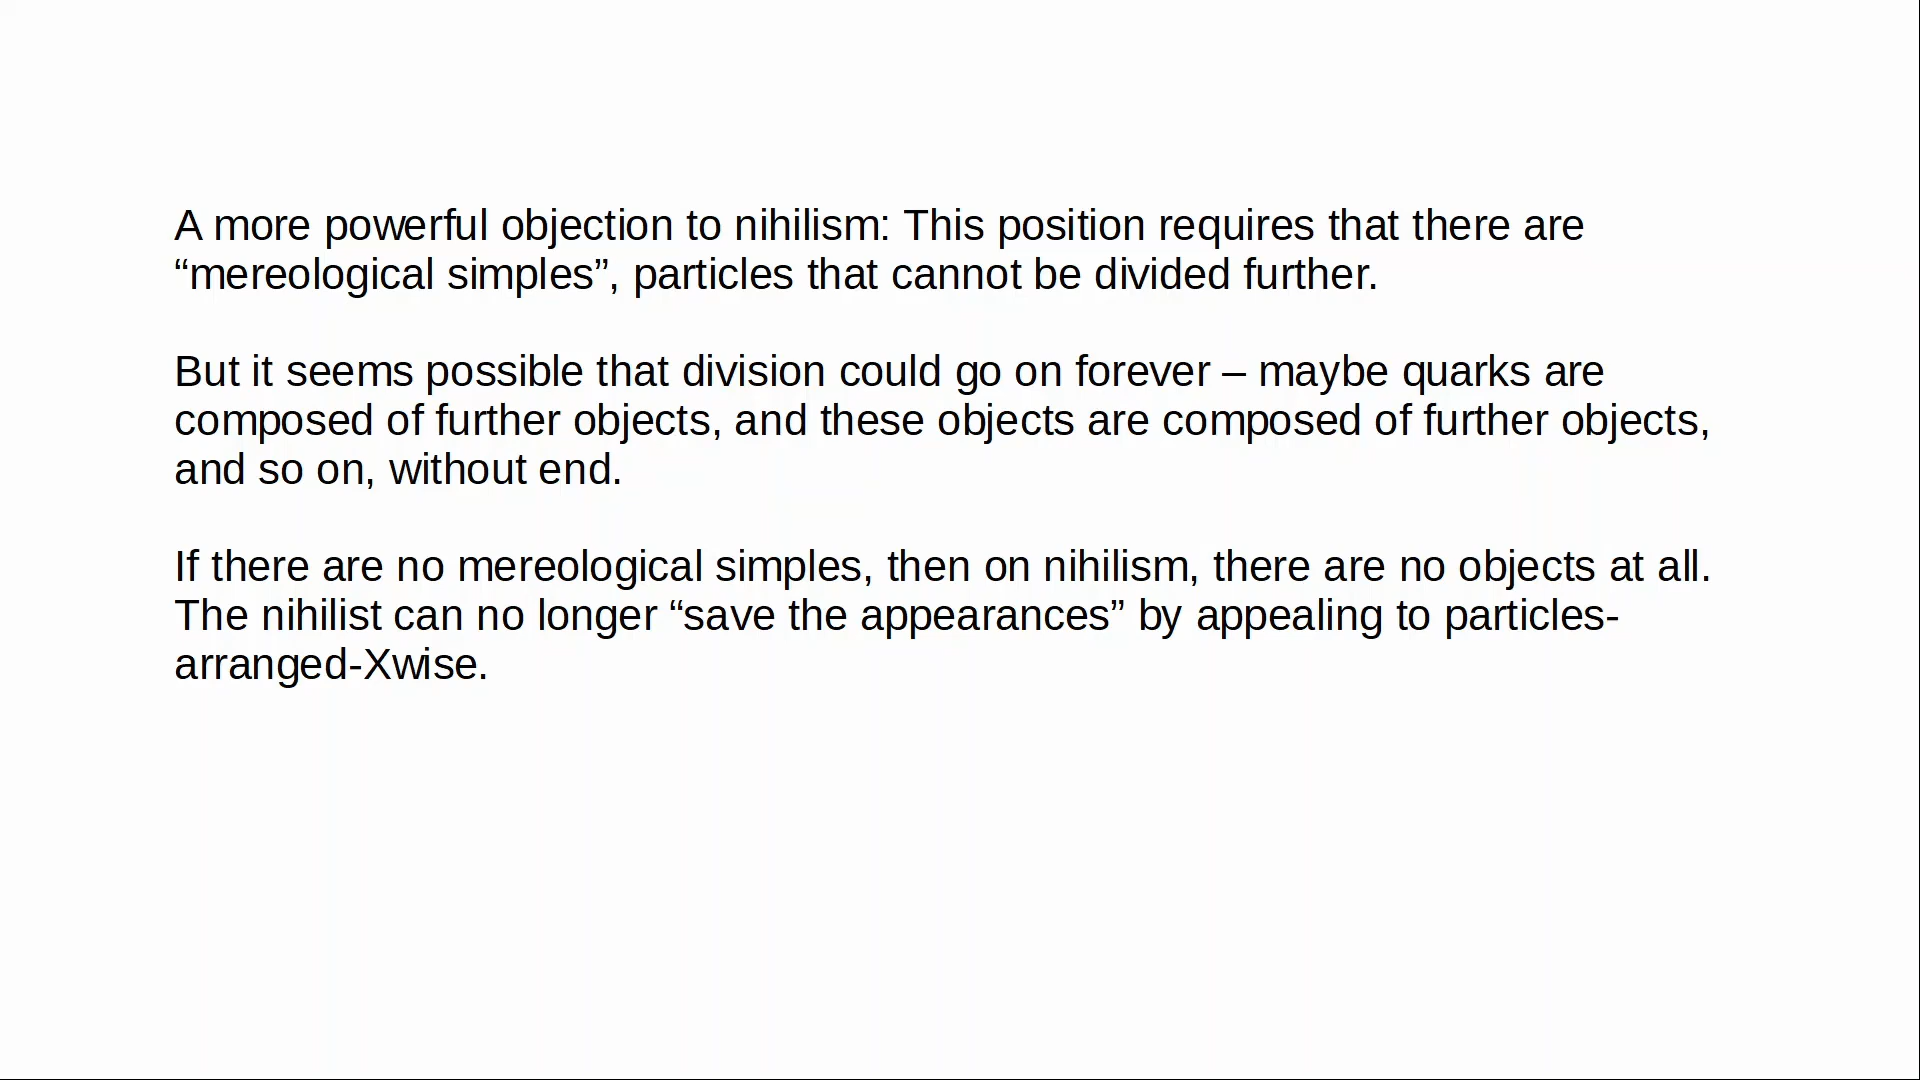 A more powerful objection to nihilism: This position requires that there are
“mereological simples”, particles that cannot be divided further.
But it seems possible that division could go on forever – maybe quarks are
composed of further objects, and these objects are composed of further objects,
and so on, without end.
If there are no mereological simples, then on nihilism, there are no objects at all.
The nihilist can no longer “save the appearances” by appealing to particles-
arranged-Xwise.